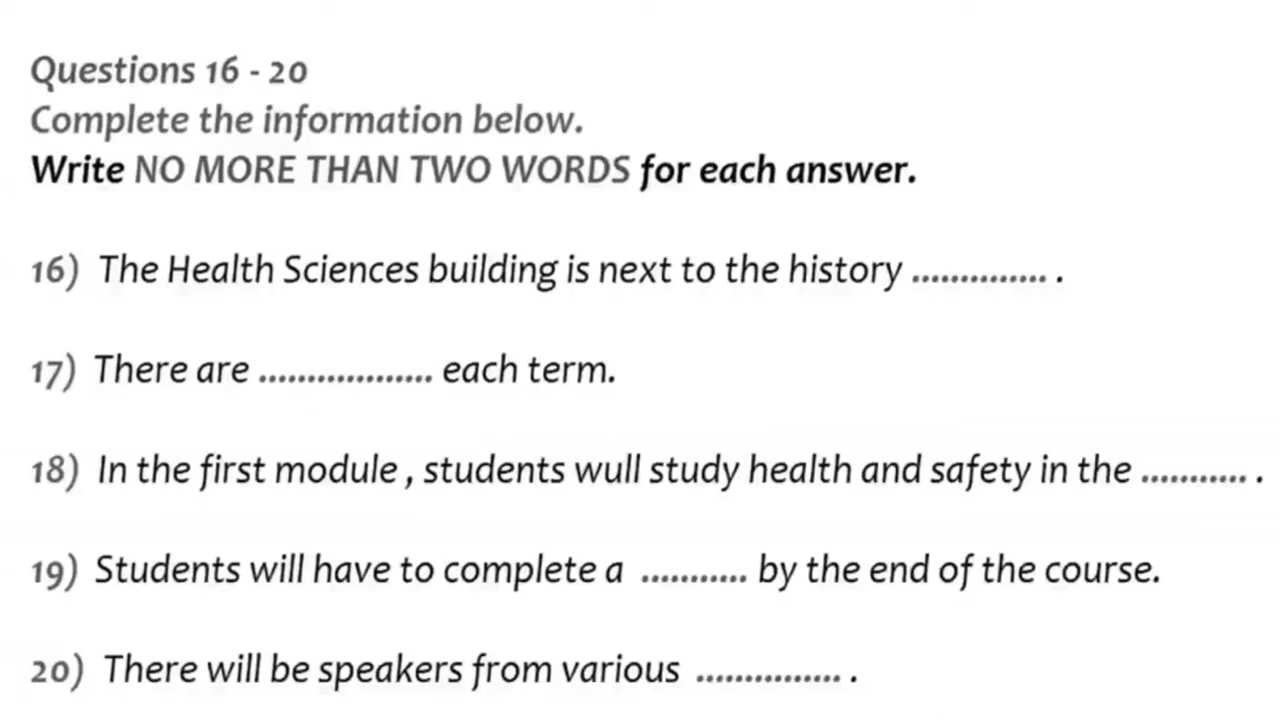 Questions 16 - 20
Complete the information below.
Write NO MORE THAN TWO WORDS for each answer.
16) The Health Sciences building is next to the history .............. .
17) There are .................. each term.
18) In the first module , students wull study health and safety in the ........... .
19) Students will have to complete a ........... by the end of the course.
20) There will be speakers from various ............... .